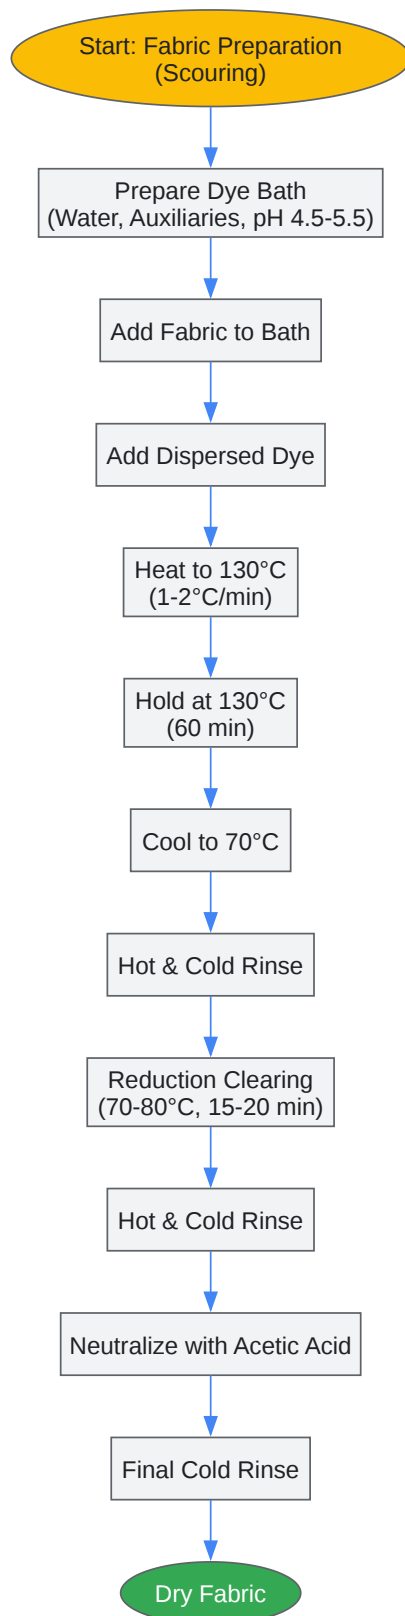 Start: Fabric Preparation
(Scouring)
Prepare Dye Bath
(Water, Auxiliaries, pH 4.5-5.5)
Add Fabric to Bath
Add Dispersed Dye
Heat to 130°C
(1-2°C/min)
Hold at 130°C
(60 min)
Cool to 70°C
Hot & Cold Rinse
Reduction Clearing
(70-80°C, 15-20 min)
Hot & Cold Rinse
Neutralize with Acetic Acid
Final Cold Rinse
Dry Fabric